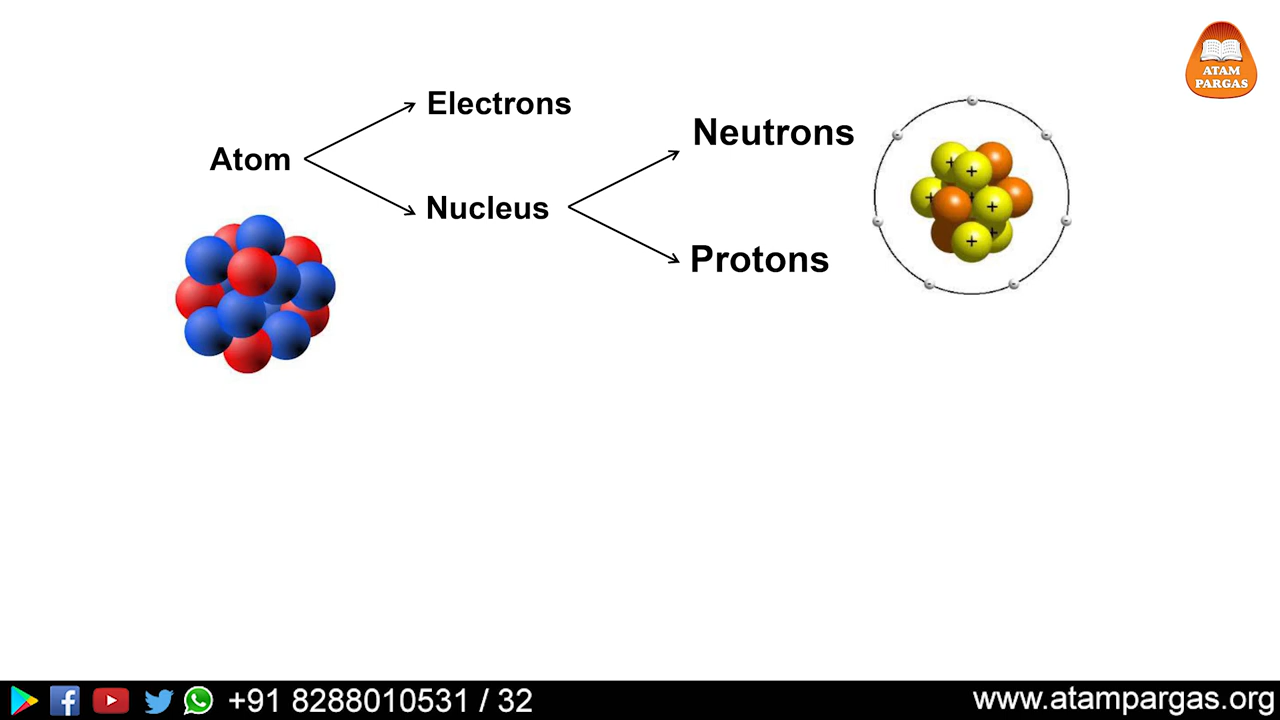 ATAM
PARGAS
Electrons
Neutrons
Atom
Nucleus
Protons
+91 8288010531 / 32
www.atampargas.org